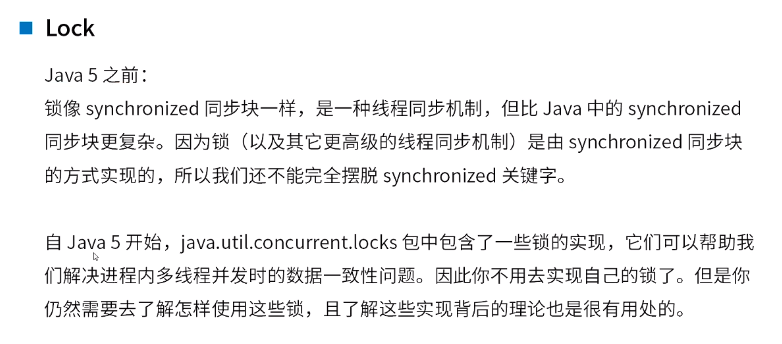 Lock
Java 5 之前：
锁像 synchronized 同步块一样，是一种线程同步机制，但比 Java 中的 synchronized
同步块更复杂。因为锁（以及其它更高级的线程同步机制）是由 synchronized 同步块
的方式实现的，所以我们还不能完全摆脱 synchronized 关键字。
自 Java 5 开始，java.util.concurrent.locks 包中包含了一些锁的实现，它们可以帮助我
们解决进程内多线程并发时的数据一致性问题。因此你不用去实现自己的锁了。但是你
仍然需要去了解怎样使用这些锁，且了解这些实现背后的理论也是很有用处的。